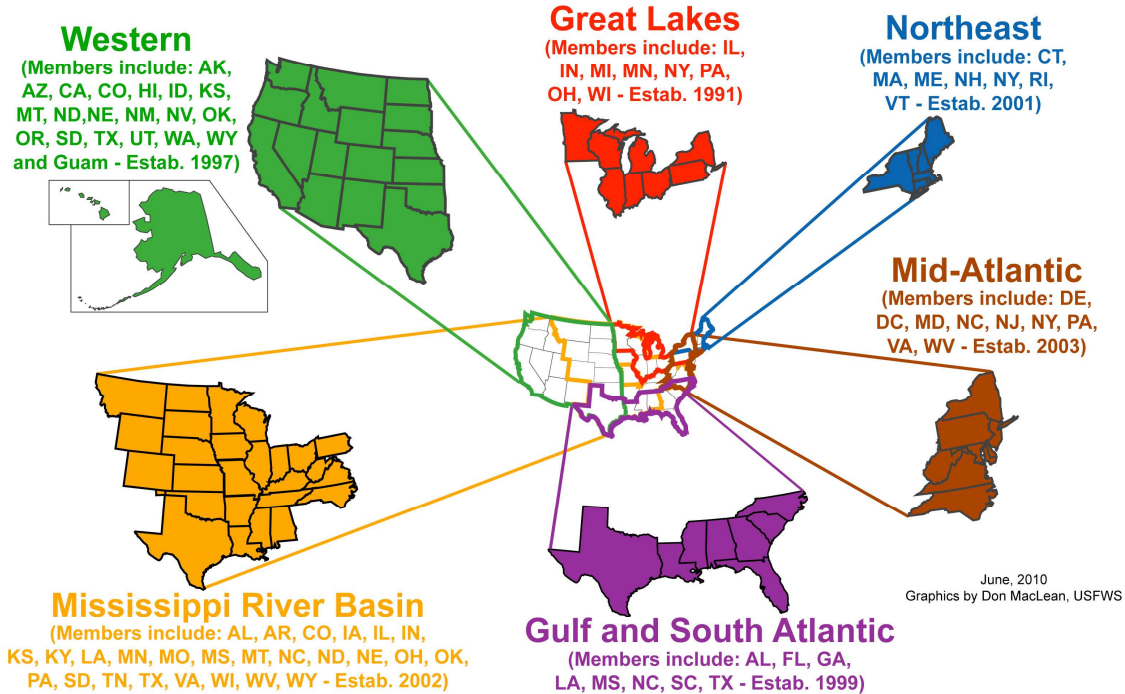 Western
(Members include: AK,
AZ, CA, CO, HI, ID, KS,
MT, ND,NE, NM, NV, OK,
OR, SD, TX, UT, WA, WY
and Guam - Estab. 1997)
Great Lakes
(Members include: IL,
IN, MI, MN, NY, PA,
OH, WI - Estab. 1991)
Northeast
(Members include: CT,
MA, ME, NH, NY, RI,
VT - Estab. 2001)
Mid-Atlantic
(Members include: DE,
DC, MD, NC, NJ, NY, PA,
VA, WV - Estab. 2003)
Mississippi River Basin
(Members include: AL, AR, CO, IA, IL, IN,
KS, KY, LA, MN, MO, MS, MT, NC, ND, NE, OH, OK,
PA, SD, TN, TX, VA, WI, WV, WY - Estab. 2002)
Gulf and South Atlantic
(Members include: AL, FL, GA,
LA, MS, NC, SC, TX - Estab. 1999)
June, 2010
Graphics by Don MacLean, USFWS